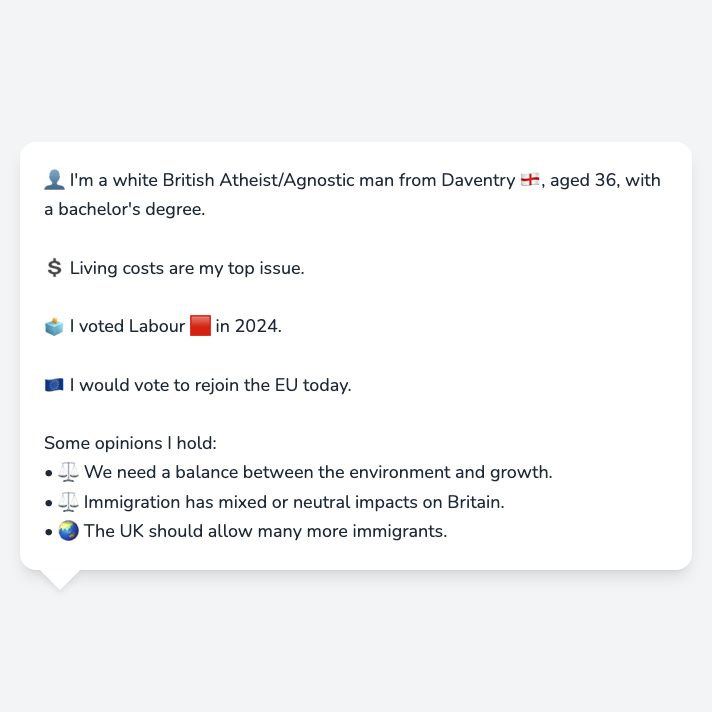 👤 I'm a white British Atheist/Agnostic man from Daventry 🏴󠁧󠁢󠁥󠁮󠁧󠁿, aged 36, with
a bachelor's degree.
💲 Living costs are my top issue.
🗳️ I voted Labour 🟥 in 2024.
🇪🇺 I would vote to rejoin the EU today.
Some opinions I hold:
• ⚖️ We need a balance between the environment and growth.
• ⚖️ Immigration has mixed or neutral impacts on Britain.
• 🌏 The UK should allow many more immigrants.